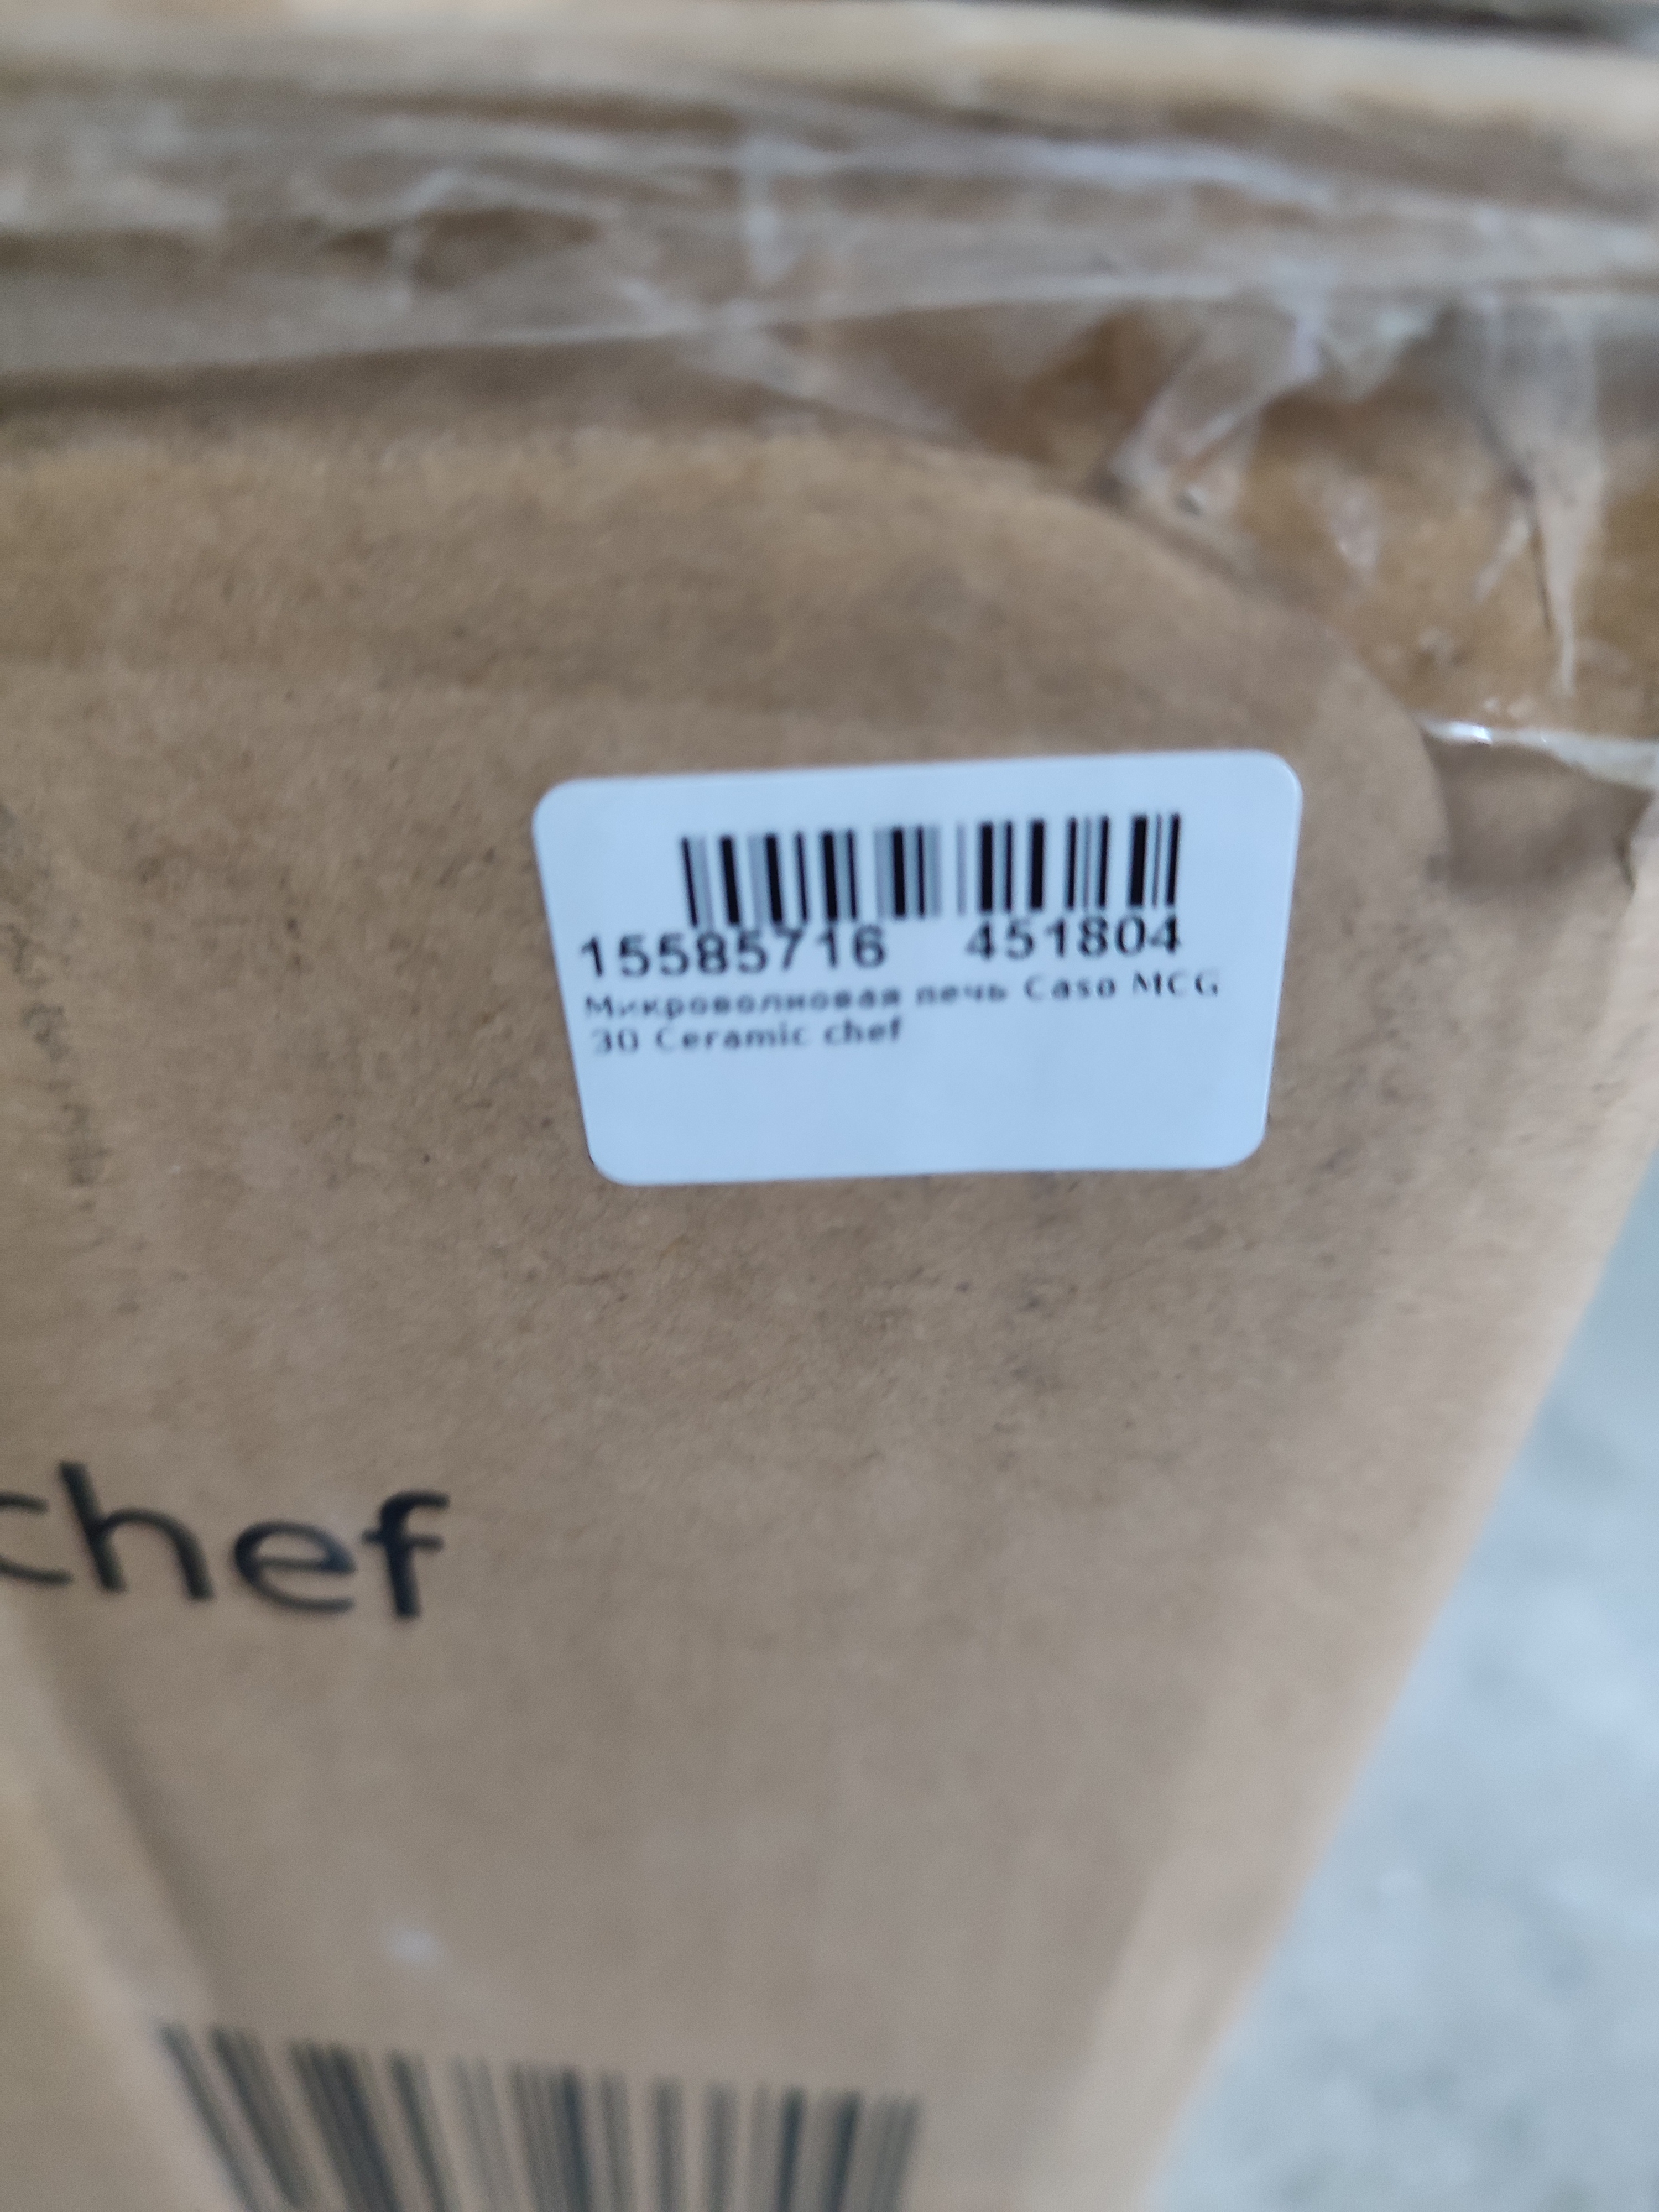 15585716 451804
Микроволновая печь Caso MCG
30 Ceramic chef
chef